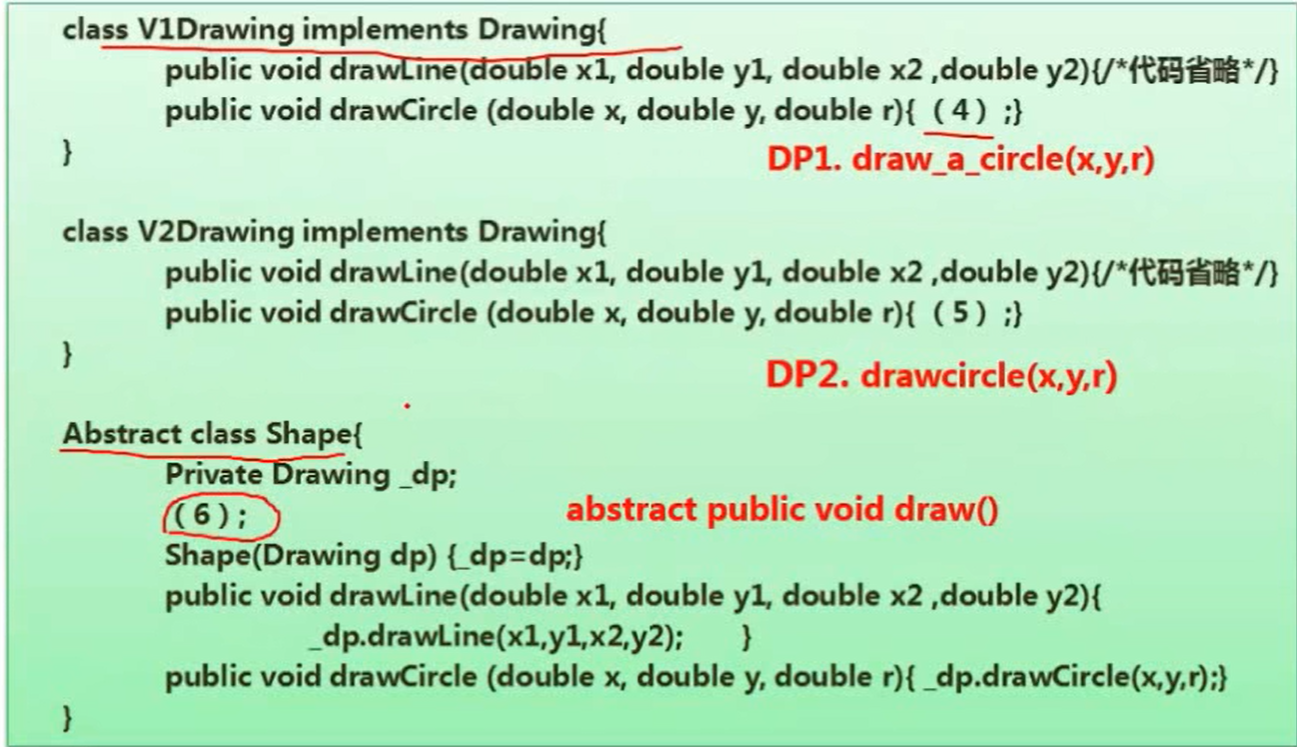 class V1Drawing implements Drawing{
public void drawLine(double x1, double y1, double x2 ,double y2){/*代码省略*/}
public void drawCircle (double x, double y, double r){ （4）;}
}
DP1. draw_a_circle(x,y,r)
class V2Drawing implements Drawing{
public void drawLine(double x1, double y1, double x2 ,double y2){/*代码省略*/}
public void drawCircle (double x, double y, double r){ （5）;}
}
DP2. drawcircle(x,y,r)
Abstract class Shape{
Private Drawing _dp;
（6）;
abstract public void draw()
Shape(Drawing dp) {_dp=dp;}
public void drawLine(double x1, double y1, double x2 ,double y2){
_dp.drawLine(x1,y1,x2,y2); }
public void drawCircle (double x, double y, double r){ _dp.drawCircle(x,y,r);}
}